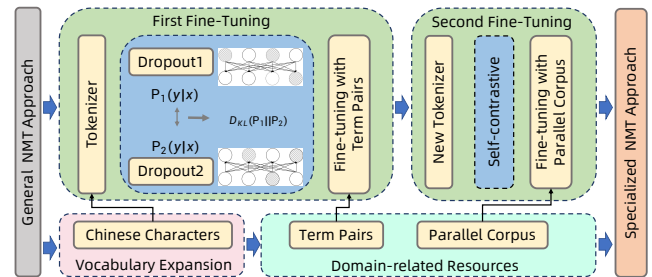 General NMT Approach
First Fine-Tuning
Tokenizer
Dropout1
P₁(y|x)
D_KL(P₁||P₂)
P₂(y|x)
Dropout2
Fine-tuning with
Term Pairs
Second Fine-Tuning
New Tokenizer
Self-contrastive
Fine-tuning with
Parallel Corpus
Specialized NMT Approach
Chinese Characters
Vocabulary Expansion
Term Pairs
Parallel Corpus
Domain-related Resources